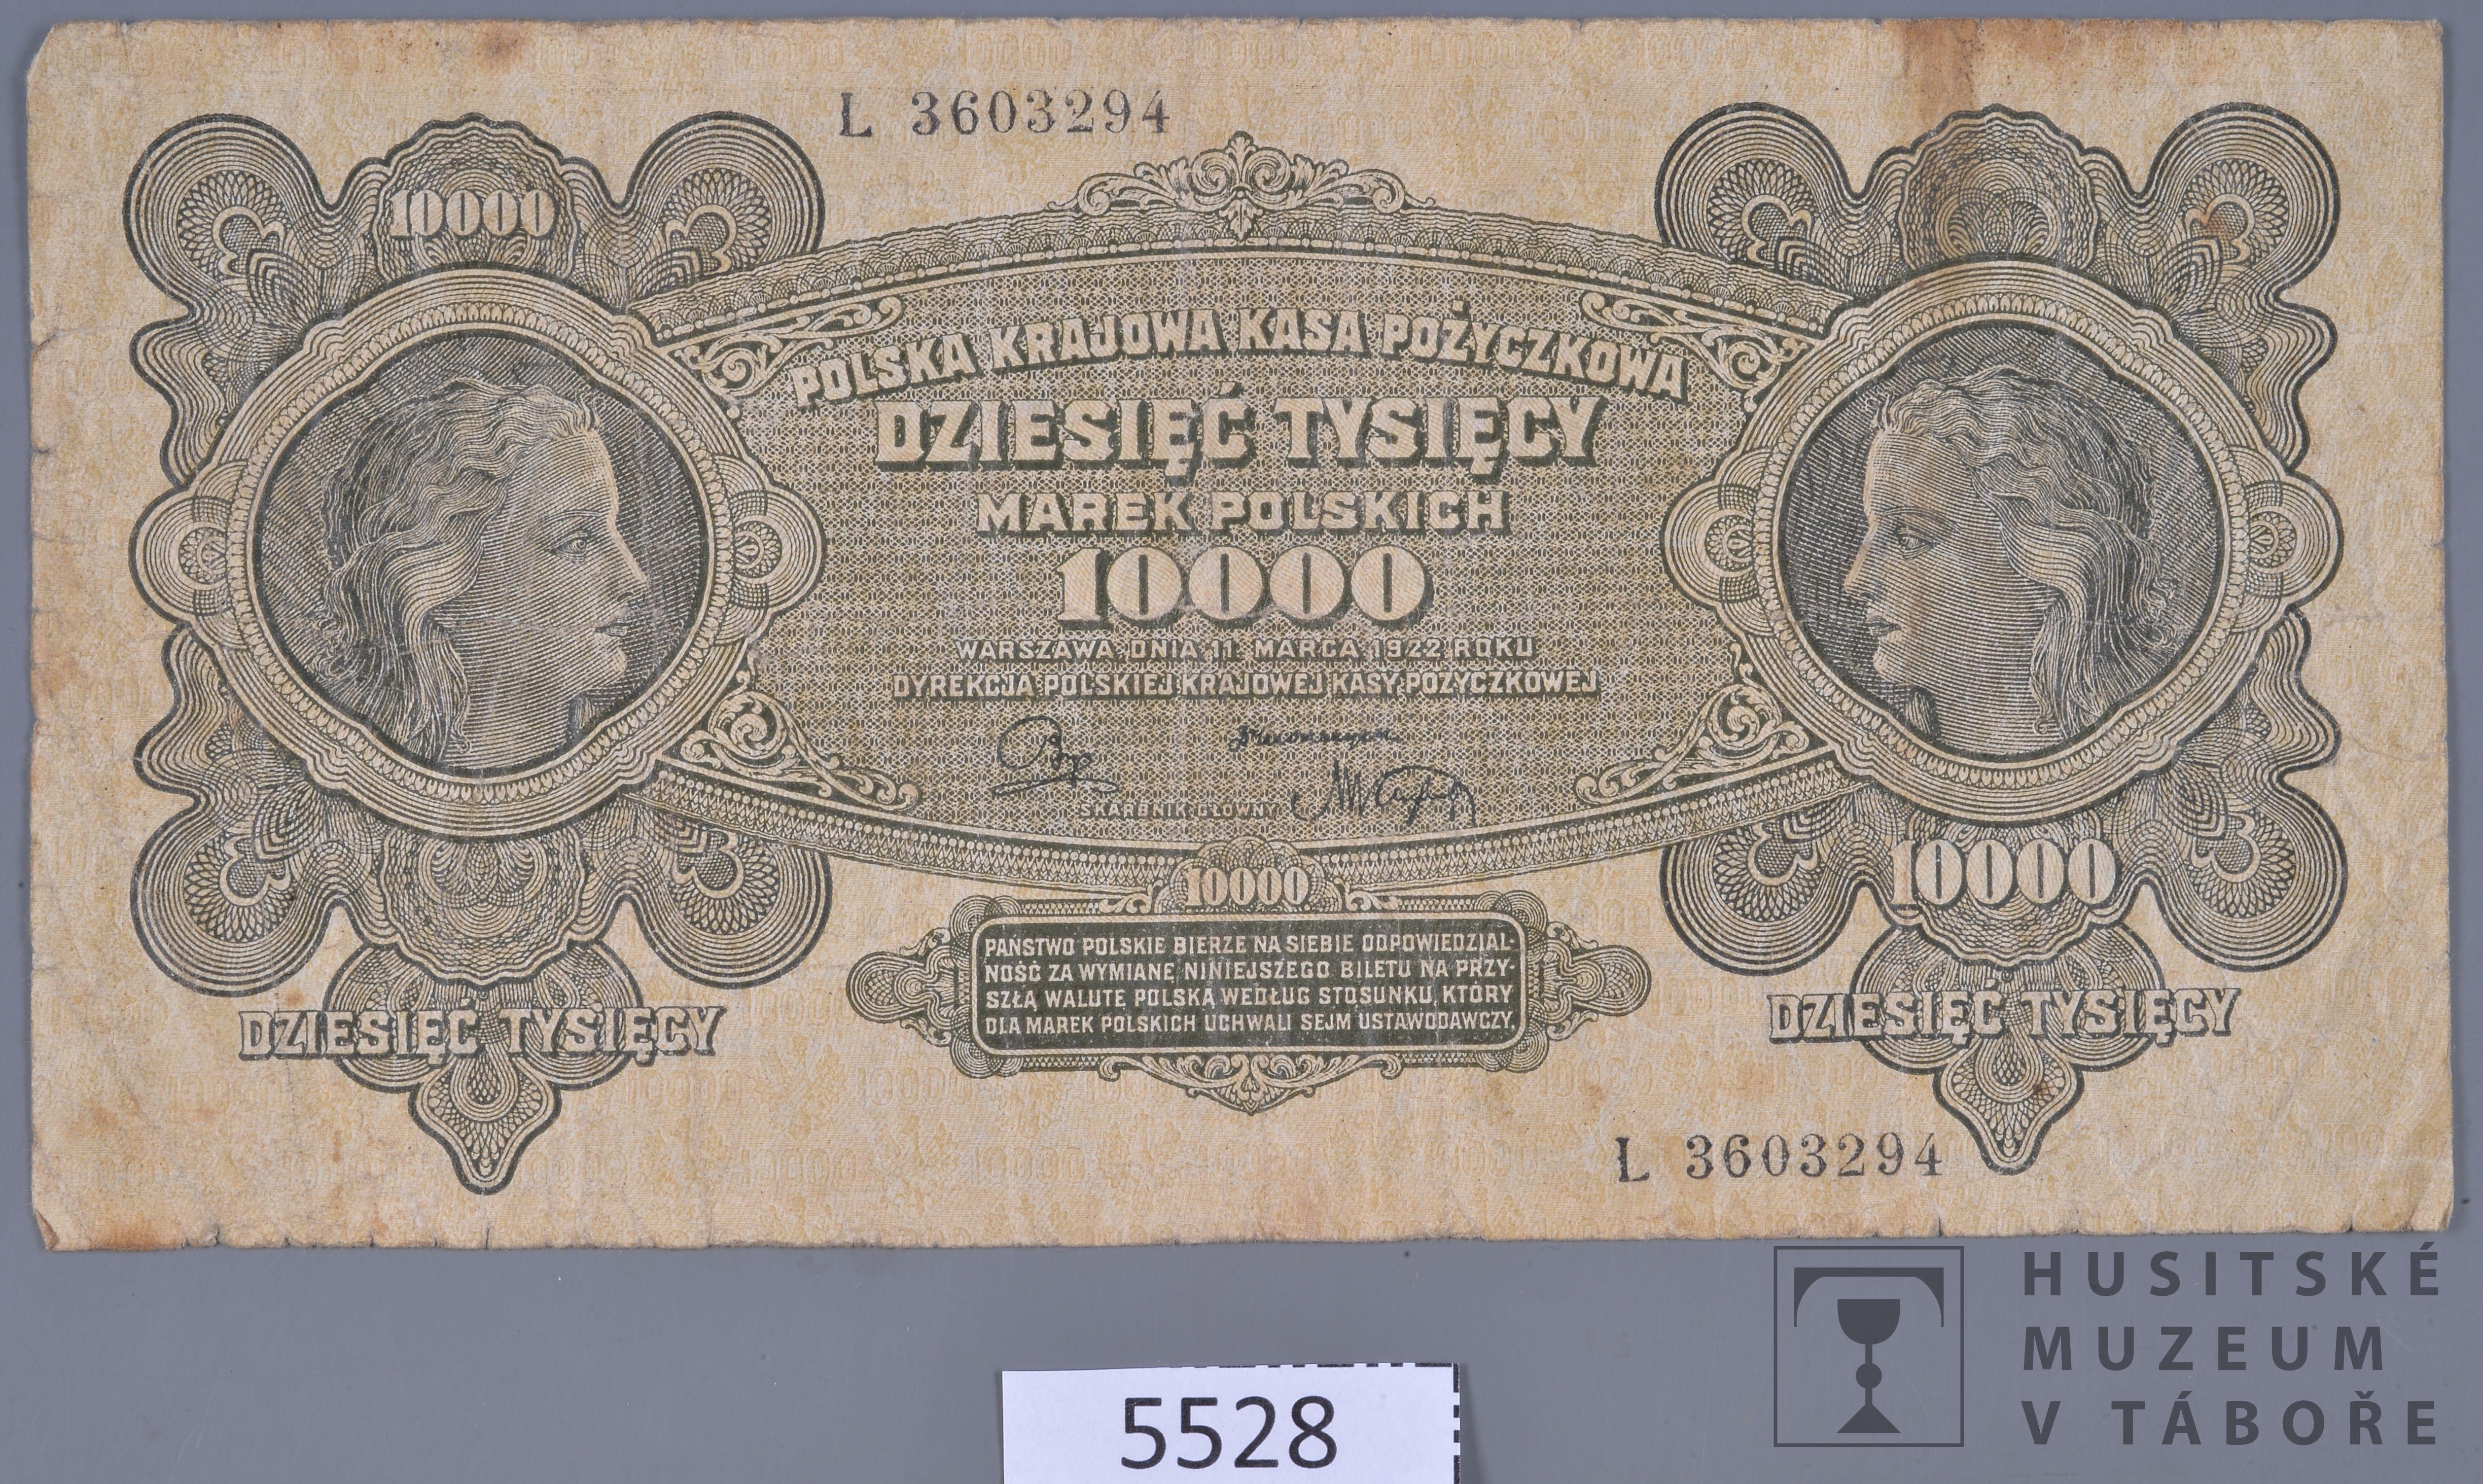 L 3603294
10000
POLSKA KRAJOWA KASA POŻYCZKOWA
DZIESIĘĆ TYSIĘCY
MAREK POLSKICH
10000
WARSZAWA DNIA 11. MARCA 1922 ROKU
DYREKCJA POLSKIEJ KRAJOWEJ KASY POŻYCZKOWEJ
SKARBNIK GŁÓWNY
10000
10000
PAŃSTWO POLSKIE BIERZE NA SIEBIE ODPOWIEDZIAL-
NOŚĆ ZA WYMIANĘ NINIEJSZEGO BILETU NA PRZY-
SZŁĄ WALUTĘ POLSKĄ WEDŁUG STOSUNKU, KTÓRY
DLA MAREK POLSKICH UCHWALI SEJM USTAWODAWCZY.
DZIESIĘĆ TYSIĘCY
DZIESIĘĆ TYSIĘCY
L 3603294
HUSITSKÉ
MUZEUM
V TÁBOŘE
5528